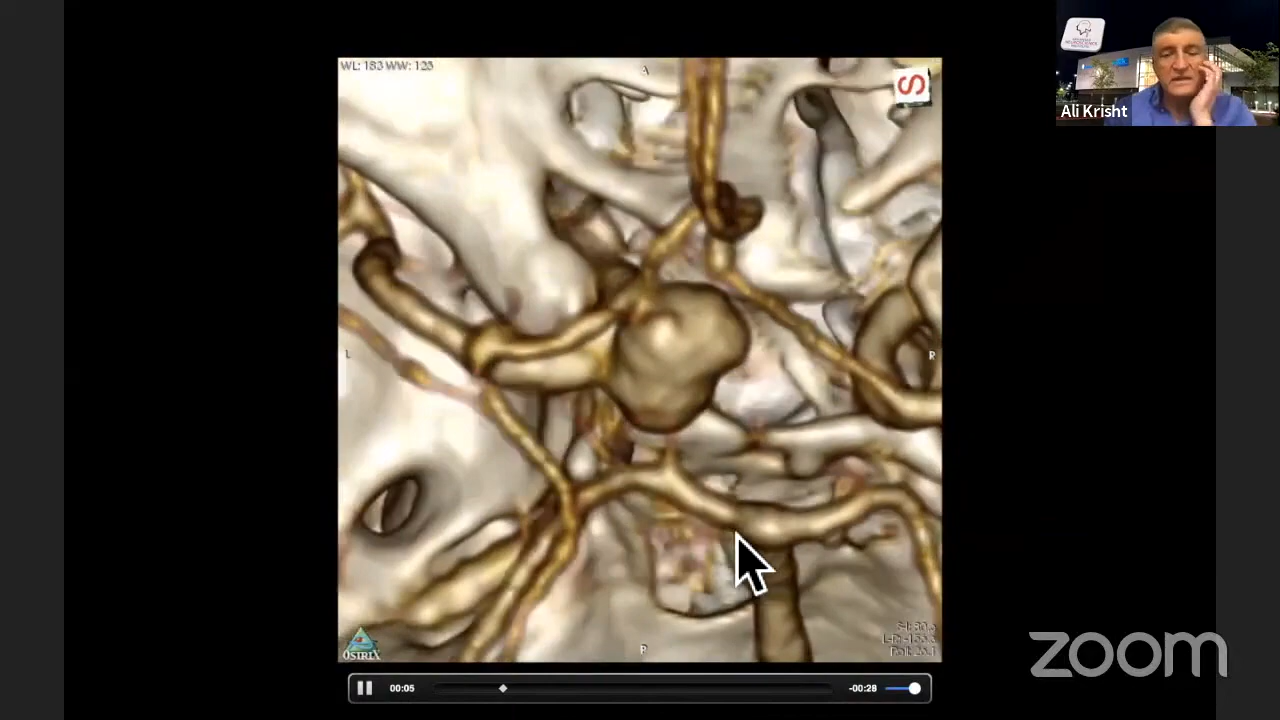 WL: 183 WW: 123
A
S
Ali Krisht
L
R
P
OSIRIX
zoom
00:05
-00:28